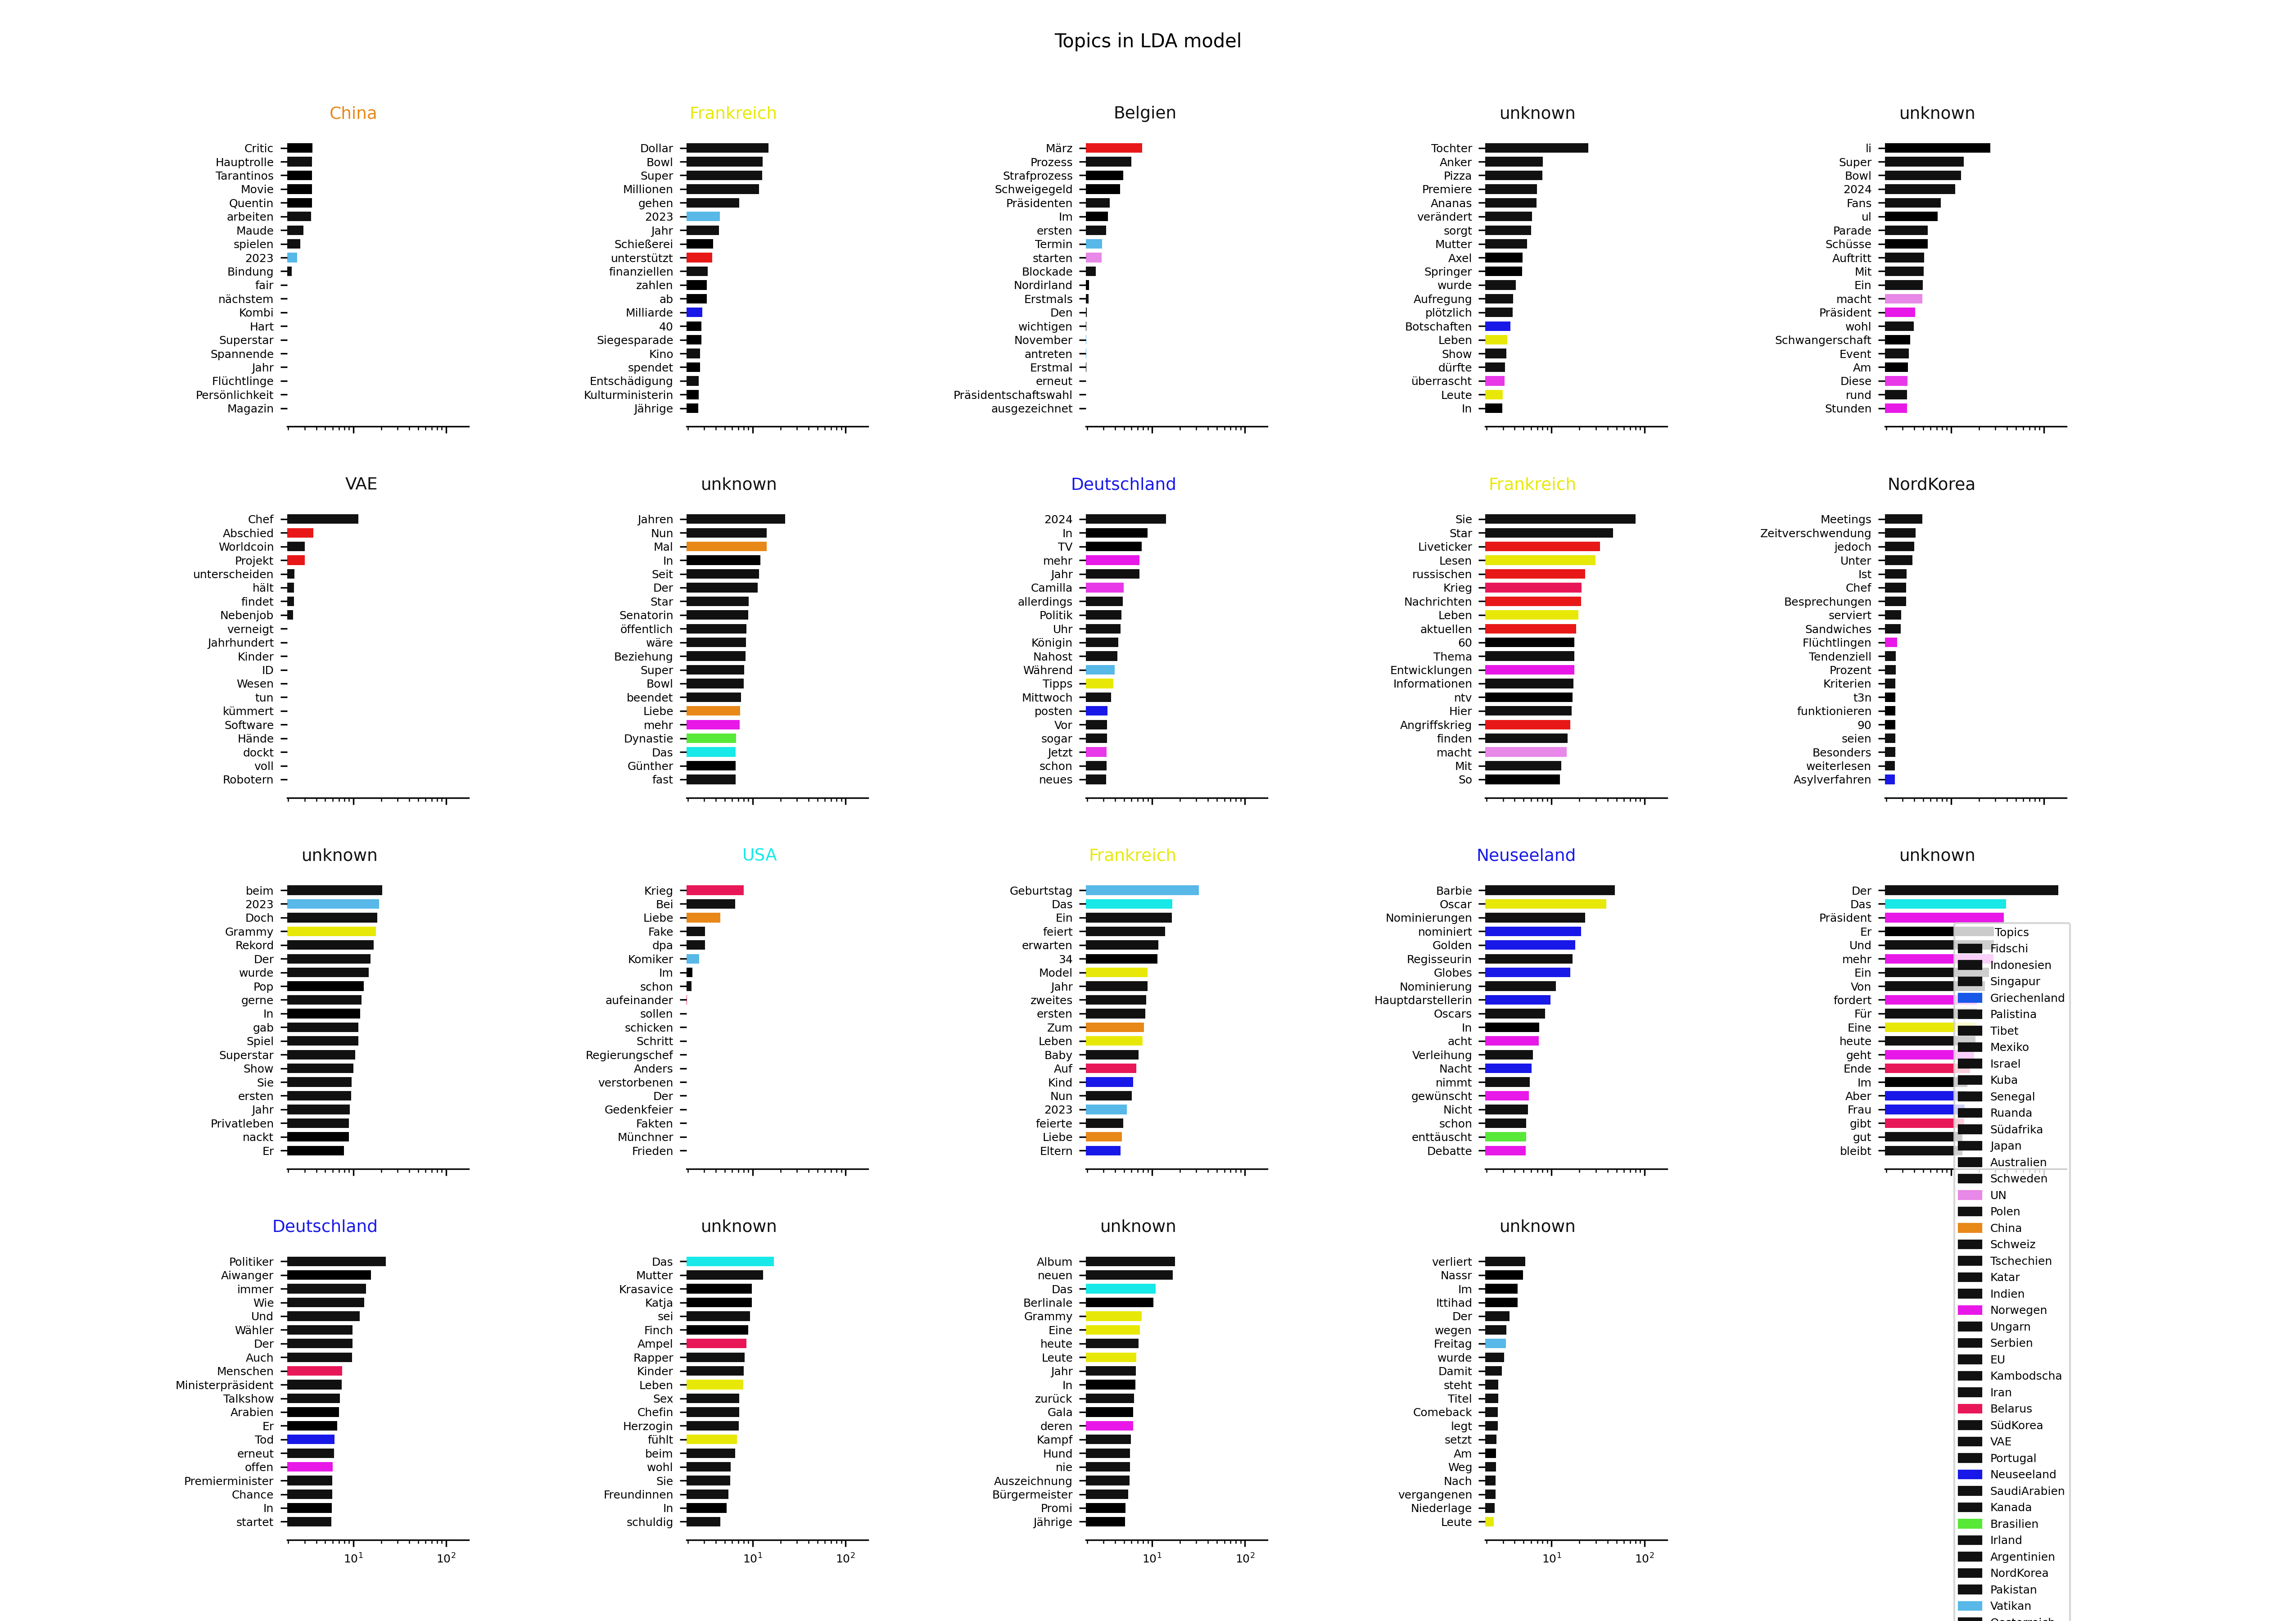 Topics in LDA model
China
Critic
Hauptrolle
Tarantinos
Movie
Quentin
arbeiten
Maude
spielen
2023
Bindung
fair
nächstem
Kombi
Hart
Superstar
Spannende
Jahr
Flüchtlinge
Persönlichkeit
Magazin
Frankreich
Dollar
Bowl
Super
Millionen
gehen
2023
Jahr
Schießerei
unterstützt
finanziellen
zahlen
ab
Milliarde
40
Siegesparade
Kino
spendet
Entschädigung
Kulturministerin
Jährige
Belgien
März
Prozess
Strafprozess
Schweigegeld
Präsidenten
Im
ersten
Termin
starten
Blockade
Nordirland
Erstmals
Den
wichtigen
November
antreten
Erstmal
erneut
Präsidentschaftswahl
ausgezeichnet
unknown
Tochter
Anker
Pizza
Premiere
Ananas
verändert
sorgt
Mutter
Axel
Springer
wurde
Aufregung
plötzlich
Botschaften
Leben
Show
dürfte
überrascht
Leute
In
unknown
li
Super
Bowl
2024
Fans
ul
Parade
Schüsse
Auftritt
Mit
Ein
macht
Präsident
wohl
Schwangerschaft
Event
Am
Diese
rund
Stunden
VAE
Chef
Abschied
Worldcoin
Projekt
unterscheiden
hält
findet
Nebenjob
verneigt
Jahrhundert
Kinder
ID
Wesen
tun
kümmert
Software
Hände
dockt
voll
Robotern
unknown
Jahren
Nun
Mal
In
Seit
Der
Star
Senatorin
öffentlich
wäre
Beziehung
Super
Bowl
beendet
Liebe
mehr
Dynastie
Das
Günther
fast
Deutschland
2024
In
TV
mehr
Jahr
Camilla
allerdings
Politik
Uhr
Königin
Nahost
Während
Tipps
Mittwoch
posten
Vor
sogar
Jetzt
schon
neues
Frankreich
Sie
Star
Liveticker
Lesen
russischen
Krieg
Nachrichten
Leben
aktuellen
60
Thema
Entwicklungen
Informationen
ntv
Hier
Angriffskrieg
finden
macht
Mit
So
NordKorea
Meetings
Zeitverschwendung
jedoch
Unter
Ist
Chef
Besprechungen
serviert
Sandwiches
Flüchtlingen
Tendenziell
Prozent
Kriterien
t3n
funktionieren
90
seien
Besonders
weiterlesen
Asylverfahren
unknown
beim
2023
Doch
Grammy
Rekord
Der
wurde
Pop
gerne
In
gab
Spiel
Superstar
Show
Sie
ersten
Jahr
Privatleben
nackt
Er
USA
Krieg
Bei
Liebe
Fake
dpa
Komiker
Im
schon
aufeinander
sollen
schicken
Schritt
Regierungschef
Anders
verstorbenen
Der
Gedenkfeier
Fakten
Münchner
Frieden
Frankreich
Geburtstag
Das
Ein
feiert
erwarten
34
Model
Jahr
zweites
ersten
Zum
Leben
Baby
Auf
Kind
Nun
2023
feierte
Liebe
Eltern
Neuseeland
Barbie
Oscar
Nominierungen
nominiert
Golden
Regisseurin
Globes
Nominierung
Hauptdarstellerin
Oscars
In
acht
Verleihung
Nacht
nimmt
gewünscht
Nicht
schon
enttäuscht
Debatte
unknown
Der
Das
Präsident
Er
Und
mehr
Ein
Von
fordert
Für
Eine
heute
geht
Ende
Im
Aber
Frau
gibt
gut
bleibt
Deutschland
Politiker
Aiwanger
immer
Wie
Und
Wähler
Der
Auch
Menschen
Ministerpräsident
Talkshow
Arabien
Er
Tod
erneut
offen
Premierminister
Chance
In
startet
10¹ 10²
unknown
Das
Mutter
Krasavice
Katja
sei
Finch
Ampel
Rapper
Kinder
Leben
Sex
Chefin
Herzogin
fühlt
beim
wohl
Sie
Freundinnen
In
schuldig
10¹ 10²
unknown
Album
neuen
Das
Berlinale
Grammy
Eine
heute
Leute
Jahr
In
zurück
Gala
deren
Kampf
Hund
nie
Auszeichnung
Bürgermeister
Promi
Jährige
10¹ 10²
unknown
verliert
Nassr
Im
Ittihad
Der
wegen
Freitag
wurde
Damit
steht
Titel
Comeback
legt
setzt
Am
Weg
Nach
vergangenen
Niederlage
Leute
10¹ 10²
Topics
Fidschi
Indonesien
Singapur
Griechenland
Palistina
Tibet
Mexiko
Israel
Kuba
Senegal
Ruanda
Südafrika
Japan
Australien
Schweden
UN
Polen
China
Schweiz
Tschechien
Katar
Indien
Norwegen
Ungarn
Serbien
EU
Kambodscha
Iran
Belarus
SüdKorea
VAE
Portugal
Neuseeland
SaudiArabien
Kanada
Brasilien
Irland
Argentinien
NordKorea
Pakistan
Vatikan